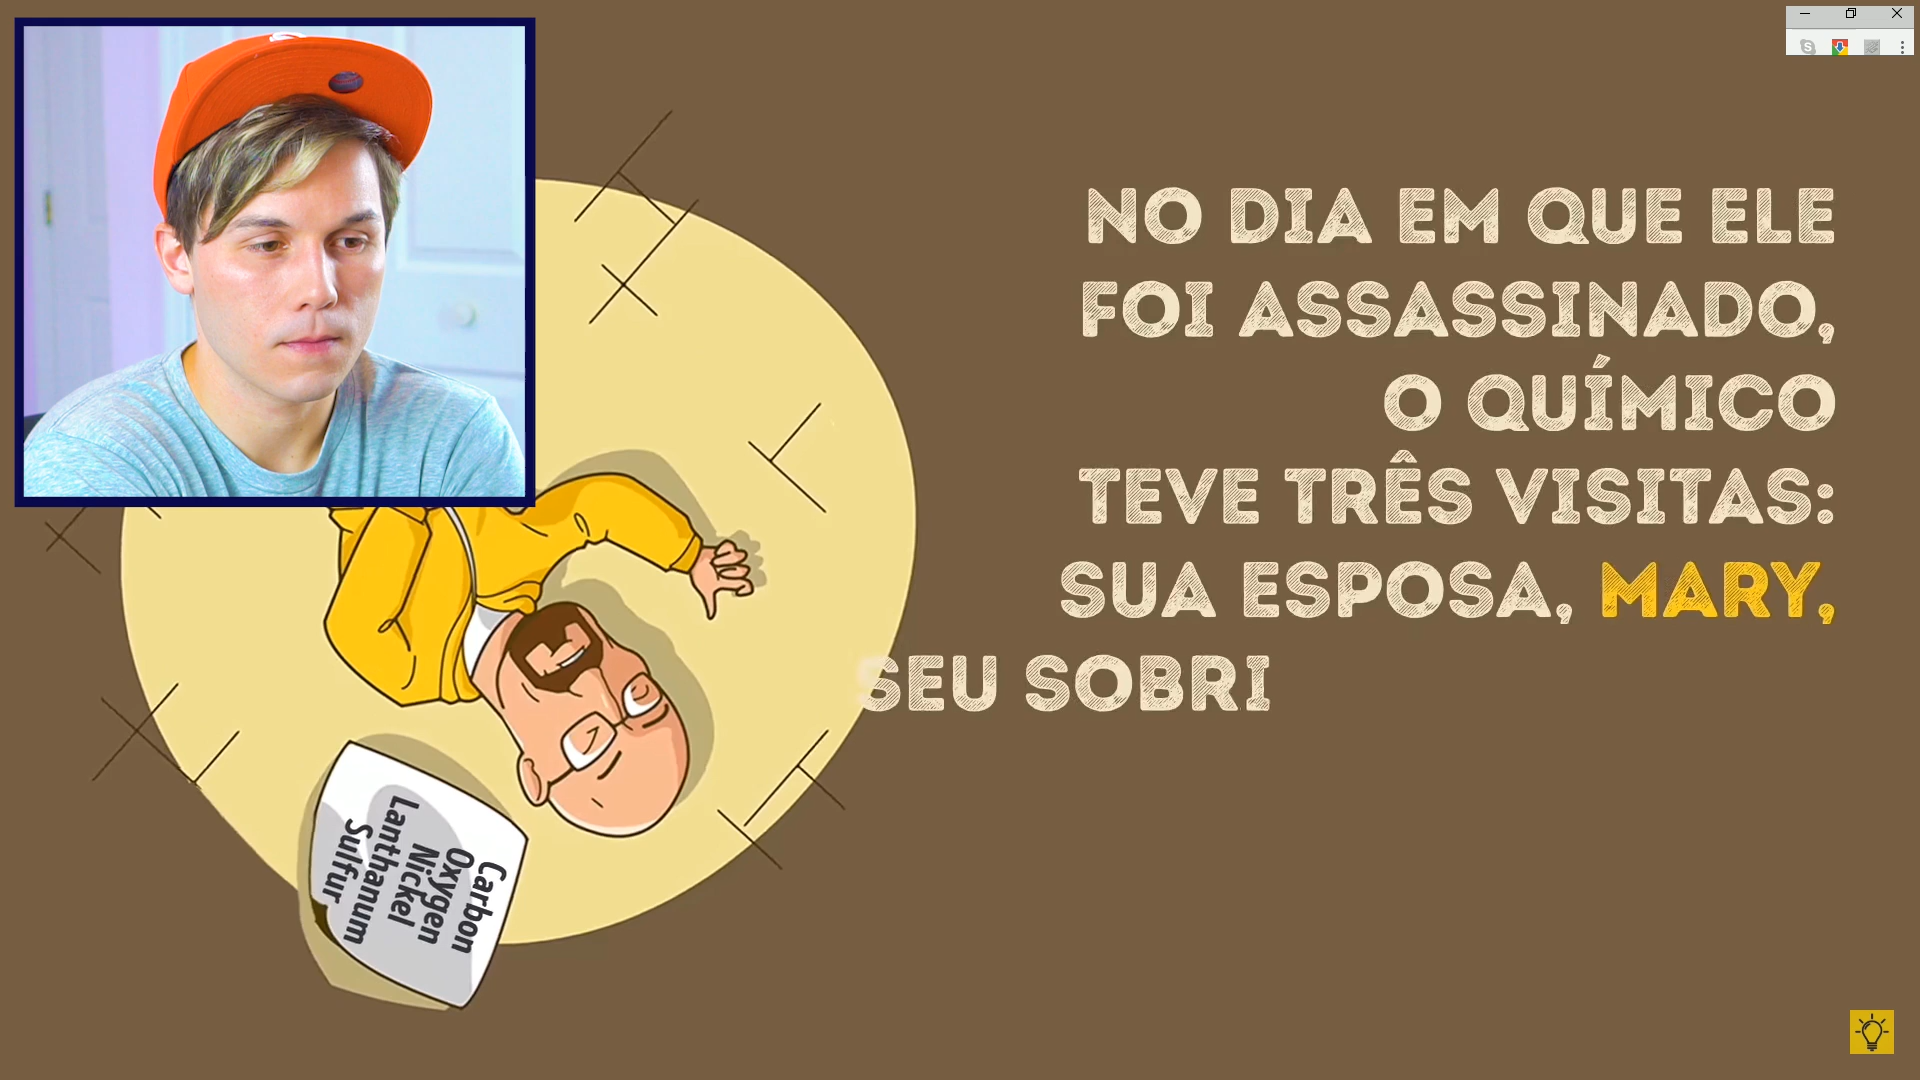 NO DIA EM QUE ELE
FOI ASSASSINADO,
O QUÍMICO
TEVE TRÊS VISITAS:
SUA ESPOSA, MARY,
SEU SOBRI
Carbon
Oxygen
Nickel
Lanthanum
Sulfur